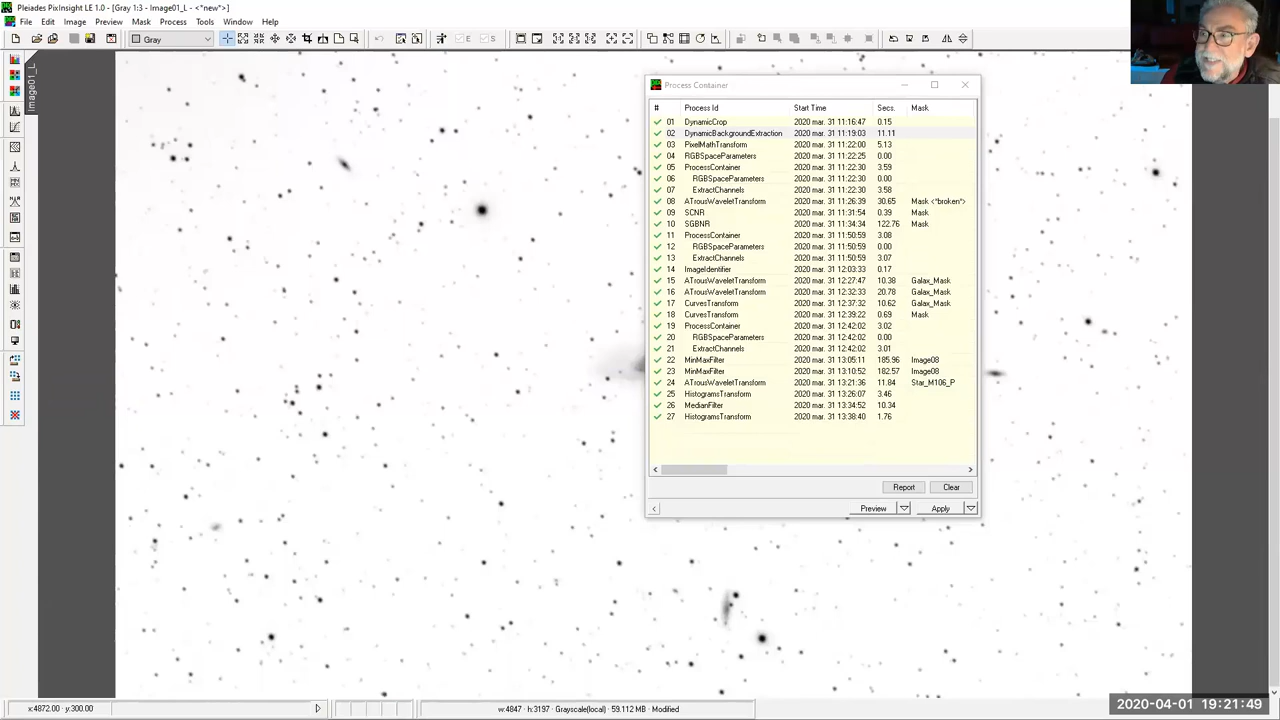 Pleiades PixInsight LE 1.0 - [Gray 1:3 - Image01_L - <*new*>]
File Edit Image Preview Mask Process Tools Window Help
Gray
E S
Image01_L
Process Container
# Process Id Start Time Secs. Mask
01 DynamicCrop 2020 mar. 31 11:16:47 0.15
02 DynamicBackgroundExtraction 2020 mar. 31 11:19:03 11.11
03 PixelMathTransform 2020 mar. 31 11:22:00 5.13
04 RGBSpaceParameters 2020 mar. 31 11:22:25 0.00
05 ProcessContainer 2020 mar. 31 11:22:30 3.59
06 RGBSpaceParameters 2020 mar. 31 11:22:30 0.00
07 ExtractChannels 2020 mar. 31 11:22:30 3.58
08 ATrousWaveletTransform 2020 mar. 31 11:26:39 30.65 Mask <*broken*>
09 SCNR 2020 mar. 31 11:31:54 0.39 Mask
10 SGBNR 2020 mar. 31 11:34:34 122.76 Mask
11 ProcessContainer 2020 mar. 31 11:50:59 3.08
12 RGBSpaceParameters 2020 mar. 31 11:50:59 0.00
13 ExtractChannels 2020 mar. 31 11:50:59 3.07
14 ImageIdentifier 2020 mar. 31 12:03:33 0.17
15 ATrousWaveletTransform 2020 mar. 31 12:27:47 10.38 Galax_Mask
16 ATrousWaveletTransform 2020 mar. 31 12:32:33 20.78 Galax_Mask
17 CurvesTransform 2020 mar. 31 12:37:32 10.62 Galax_Mask
18 CurvesTransform 2020 mar. 31 12:39:22 0.69 Mask
19 ProcessContainer 2020 mar. 31 12:42:02 3.02
20 RGBSpaceParameters 2020 mar. 31 12:42:02 0.00
21 ExtractChannels 2020 mar. 31 12:42:02 3.01
22 MinMaxFilter 2020 mar. 31 13:05:11 185.96 Image08
23 MinMaxFilter 2020 mar. 31 13:10:52 182.57 Image08
24 ATrousWaveletTransform 2020 mar. 31 13:21:36 11.84 Star_M106_P
25 HistogramsTransform 2020 mar. 31 13:26:07 3.46
26 MedianFilter 2020 mar. 31 13:34:52 10.34
27 HistogramsTransform 2020 mar. 31 13:38:40 1.76
Report Clear
Preview Apply
x:4872.00 · y:300.00
w:4847 · h:3197 · Grayscale(local) · 59.112 MB · Modified
2020-04-01 19:21:49